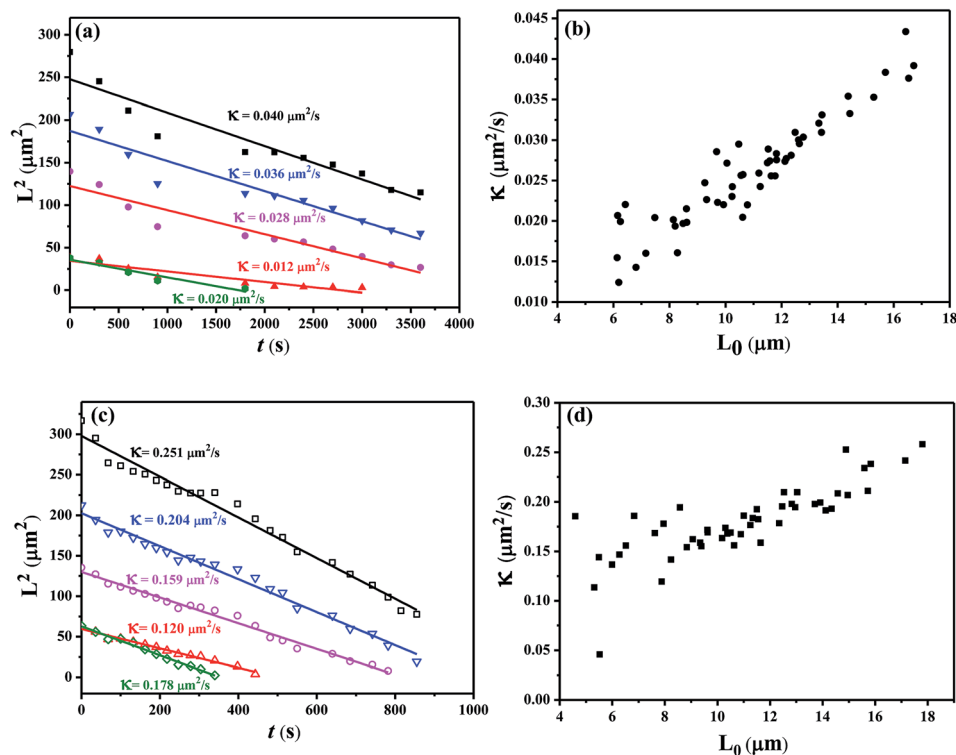 (a)
L² (μm²)
300
250
200
150
100
50
0
κ = 0.040 μm²/s
κ = 0.036 μm²/s
κ = 0.028 μm²/s
κ = 0.012 μm²/s
κ = 0.020 μm²/s
0 500 1000 1500 2000 2500 3000 3500 4000
t (s)
(b)
κ (μm²/s)
0.045
0.040
0.035
0.030
0.025
0.020
0.015
0.010
4 6 8 10 12 14 16 18
L₀ (μm)
(c)
L² (μm²)
300
250
200
150
100
50
0
κ = 0.251 μm²/s
κ = 0.204 μm²/s
κ = 0.159 μm²/s
κ = 0.120 μm²/s
κ = 0.178 μm²/s
0 200 400 600 800 1000
t (s)
(d)
κ (μm²/s)
0.30
0.25
0.20
0.15
0.10
0.05
0.00
4 6 8 10 12 14 16 18
L₀ (μm)